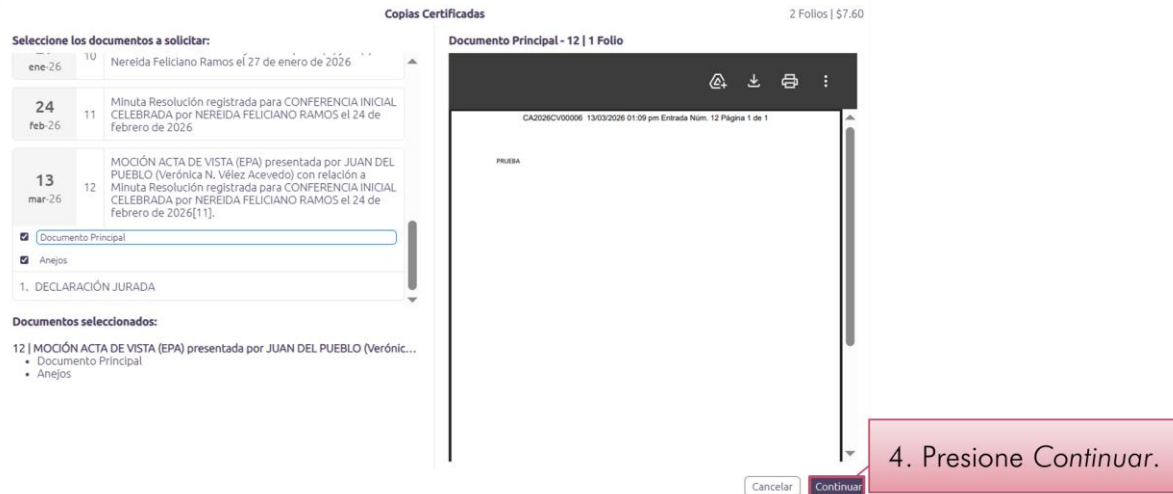 Copias Certificadas
2 Folios | $7.60
Seleccione los documentos a solicitar:
ene-26
10
Nereida Feliciano Ramos el 27 de enero de 2026
24
feb-26
11
Minuta Resolución registrada para CONFERENCIA INICIAL
CELEBRADA por NEREIDA FELICIANO RAMOS el 24 de
febrero de 2026
13
mar-26
12
MOCIÓN ACTA DE VISTA (EPA) presentada por JUAN DEL
PUEBLO (Verónica N. Vélez Acevedo) con relación a
Minuta Resolución registrada para CONFERENCIA INICIAL
CELEBRADA por NEREIDA FELICIANO RAMOS el 24 de
febrero de 2026[11].
Documento Principal
Anejos
1. DECLARACIÓN JURADA
Documentos seleccionados:
12 | MOCIÓN ACTA DE VISTA (EPA) presentada por JUAN DEL PUEBLO (Verónic...
• Documento Principal
• Anejos
Documento Principal - 12 | 1 Folio
CA2026CV00006 13/03/2026 01:09 pm Entrada Núm. 12 Página 1 de 1
PRUEBA
Cancelar
Continuar
4. Presione Continuar.